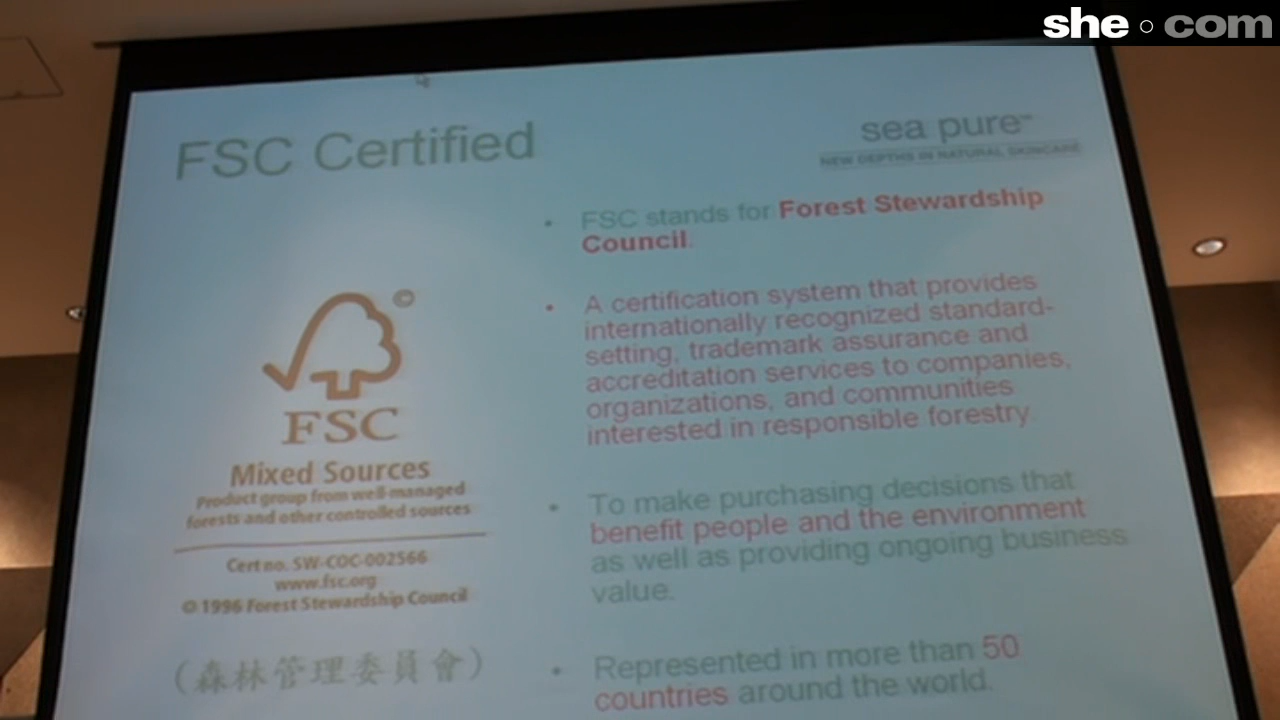 she·com
FSC Certified
sea pure™
NEW DEPTHS IN NATURAL SKINCARE
• FSC stands for Forest Stewardship
Council.
• A certification system that provides
internationally recognized standard-
setting, trademark assurance and
accreditation services to companies,
organizations, and communities
interested in responsible forestry
• To make purchasing decisions that
benefit people and the environment
as well as providing ongoing business
value.
• Represented in more than 50
countries around the world.
©
FSC
Mixed Sources
Product group from well-managed
forests and other controlled sources
Cert no. SW-COC-002566
www.fsc.org
© 1996 Forest Stewardship Council
(森林管理委員會)